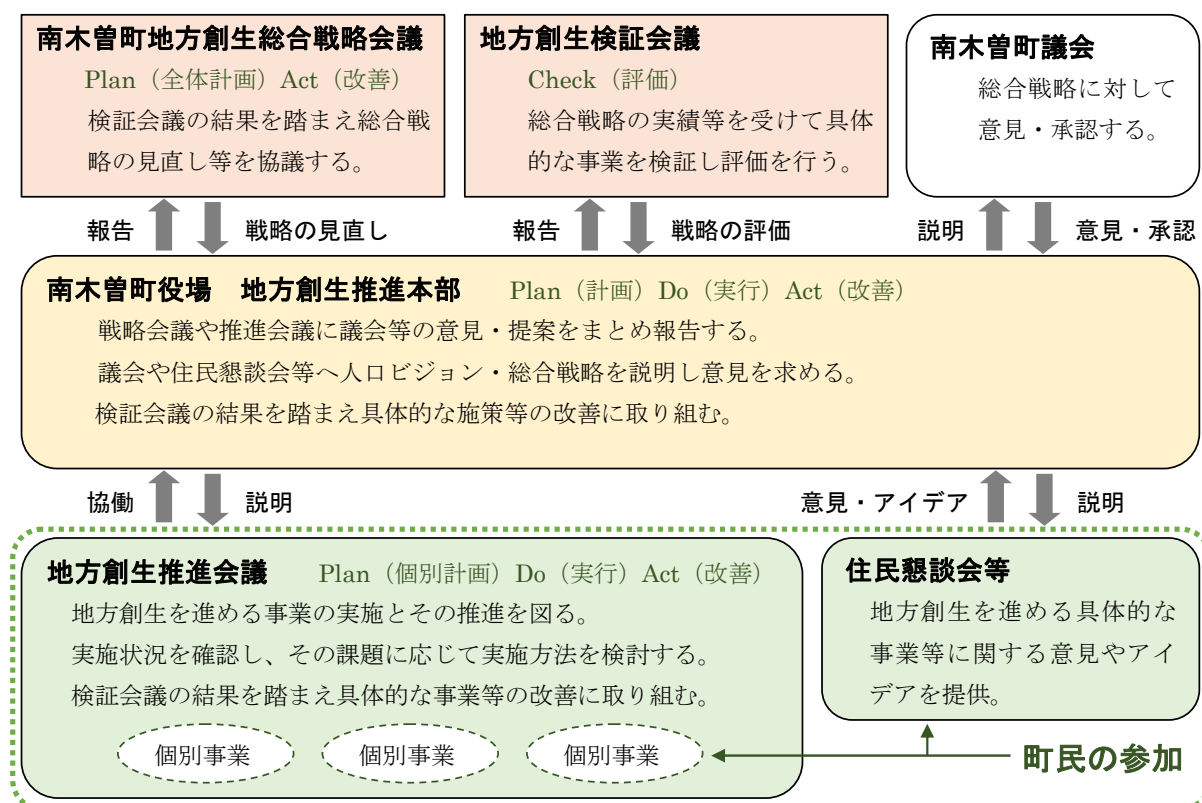 南木曽町地方創生総合戦略会議
Plan（全体計画）Act（改善）
検証会議の結果を踏まえ総合戦
略の見直し等を協議する。
地方創生検証会議
Check（評価）
総合戦略の実績等を受けて具体
的な事業を検証し評価を行う。
南木曽町議会
総合戦略に対して
意見・承認する。
報告 戦略の見直し
報告 戦略の評価
説明 意見・承認
南木曽町役場　地方創生推進本部 Plan（計画）Do（実行）Act（改善）
戦略会議や推進会議に議会等の意見・提案をまとめ報告する。
議会や住民懇談会等へ人口ビジョン・総合戦略を説明し意見を求める。
検証会議の結果を踏まえ具体的な施策等の改善に取り組む。
協働 説明
意見・アイデア 説明
地方創生推進会議 Plan（個別計画）Do（実行）Act（改善）
地方創生を進める事業の実施とその推進を図る。
実施状況を確認し、その課題に応じて実施方法を検討する。
検証会議の結果を踏まえ具体的な事業等の改善に取り組む。
個別事業 個別事業 個別事業
住民懇談会等
地方創生を進める具体的な
事業等に関する意見やアイ
デアを提供。
町民の参加